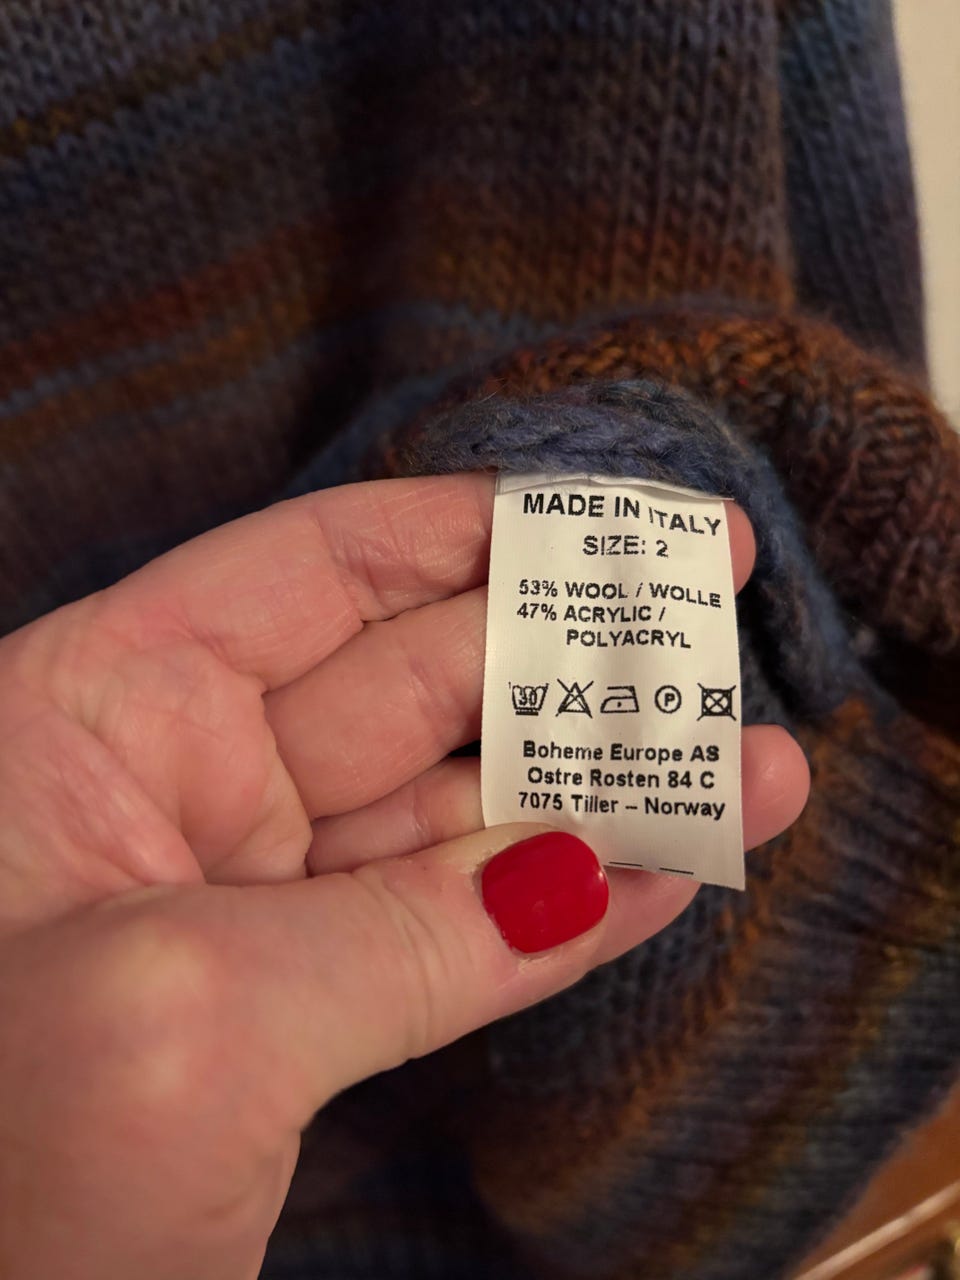 MADE IN ITALY
SIZE: 2
53% WOOL / WOLLE
47% ACRYLIC /
POLYACRYL
30 P
Boheme Europe AS
Ostre Rosten 84 C
7075 Tiller – Norway